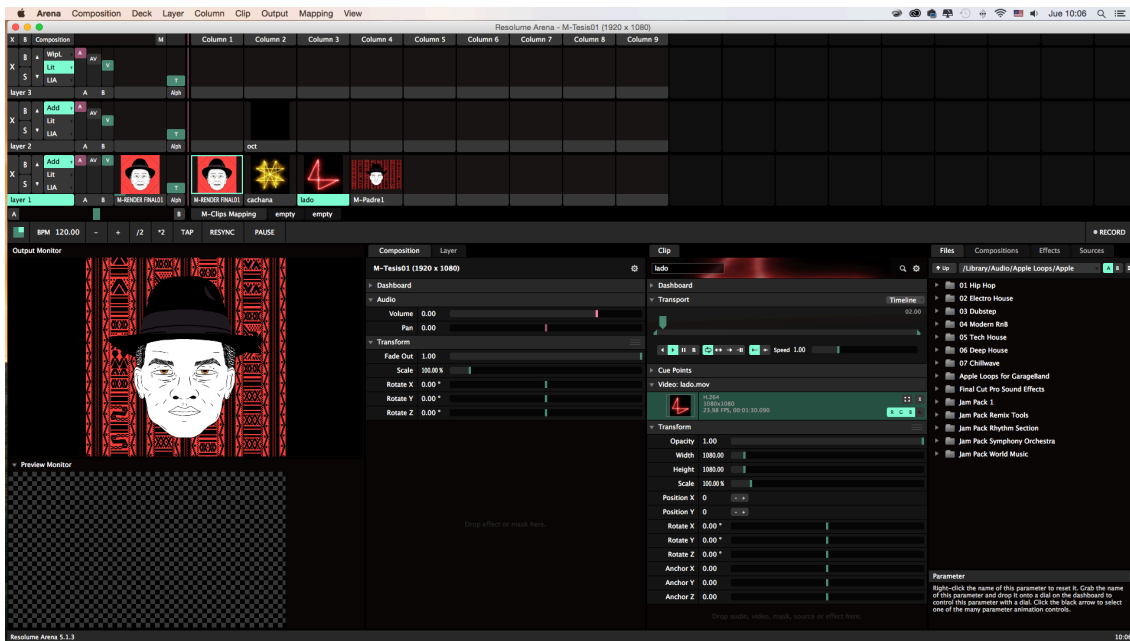 Arena Composition Deck Layer Column Clip Output Mapping View Jue 10:06
Resolume Arena - M-Tesis01 (1920 x 1080)
X B Composition M Column 1 Column 2 Column 3 Column 4 Column 5 Column 6 Column 7 Column 8 Column 9
B WipL A AV V
X Lit
S LIA T
layer 3 A B Alph
B Add A AV V
X Lit
S LIA T
layer 2 A B Alph oct
B Add A AV V
X Lit
S LIA T
layer 1 A B M-RENDER FINAL01 Alph M-RENDER FINAL01 cachana lado M-Padre1
A B M-Clips Mapping empty empty
BPM 120.00 - + /2 *2 TAP RESYNC PAUSE RECORD
Output Monitor
Preview Monitor
Composition Layer
M-Tesis01 (1920 x 1080)
Dashboard
Audio
Volume 0.00
Pan 0.00
Transform
Fade Out 1.00
Scale 100.00 %
Rotate X 0.00 °
Rotate Y 0.00 °
Rotate Z 0.00 °
Drop effect or mask here.
Clip
lado
Dashboard
Transport Timeline
02.00
Speed 1.00
Cue Points
Video: lado.mov
H.264
1080x1080
23.98 FPS, 00:01:30.090
R G B
Transform
Opacity 1.00
Width 1080.00
Height 1080.00
Scale 100.00 %
Position X 0 - +
Position Y 0 - +
Rotate X 0.00 °
Rotate Y 0.00 °
Rotate Z 0.00 °
Anchor X 0.00
Anchor Y 0.00
Anchor Z 0.00
Drop audio, video, mask, source or effect here.
Files Compositions Effects Sources
Up /Library/Audio/Apple Loops/Apple A B
01 Hip Hop
02 Electro House
03 Dubstep
04 Modern RnB
05 Tech House
06 Deep House
07 Chillwave
Apple Loops for GarageBand
Final Cut Pro Sound Effects
Jam Pack 1
Jam Pack Remix Tools
Jam Pack Rhythm Section
Jam Pack Symphony Orchestra
Jam Pack World Music
Parameter
Right-click the name of this parameter to reset it. Grab the name
of this parameter and drop it onto a dial on the dashboard to
control this parameter with a dial. Click the black arrow to select
one of the many parameter animation controls.
Resolume Arena 5.1.3 10:06